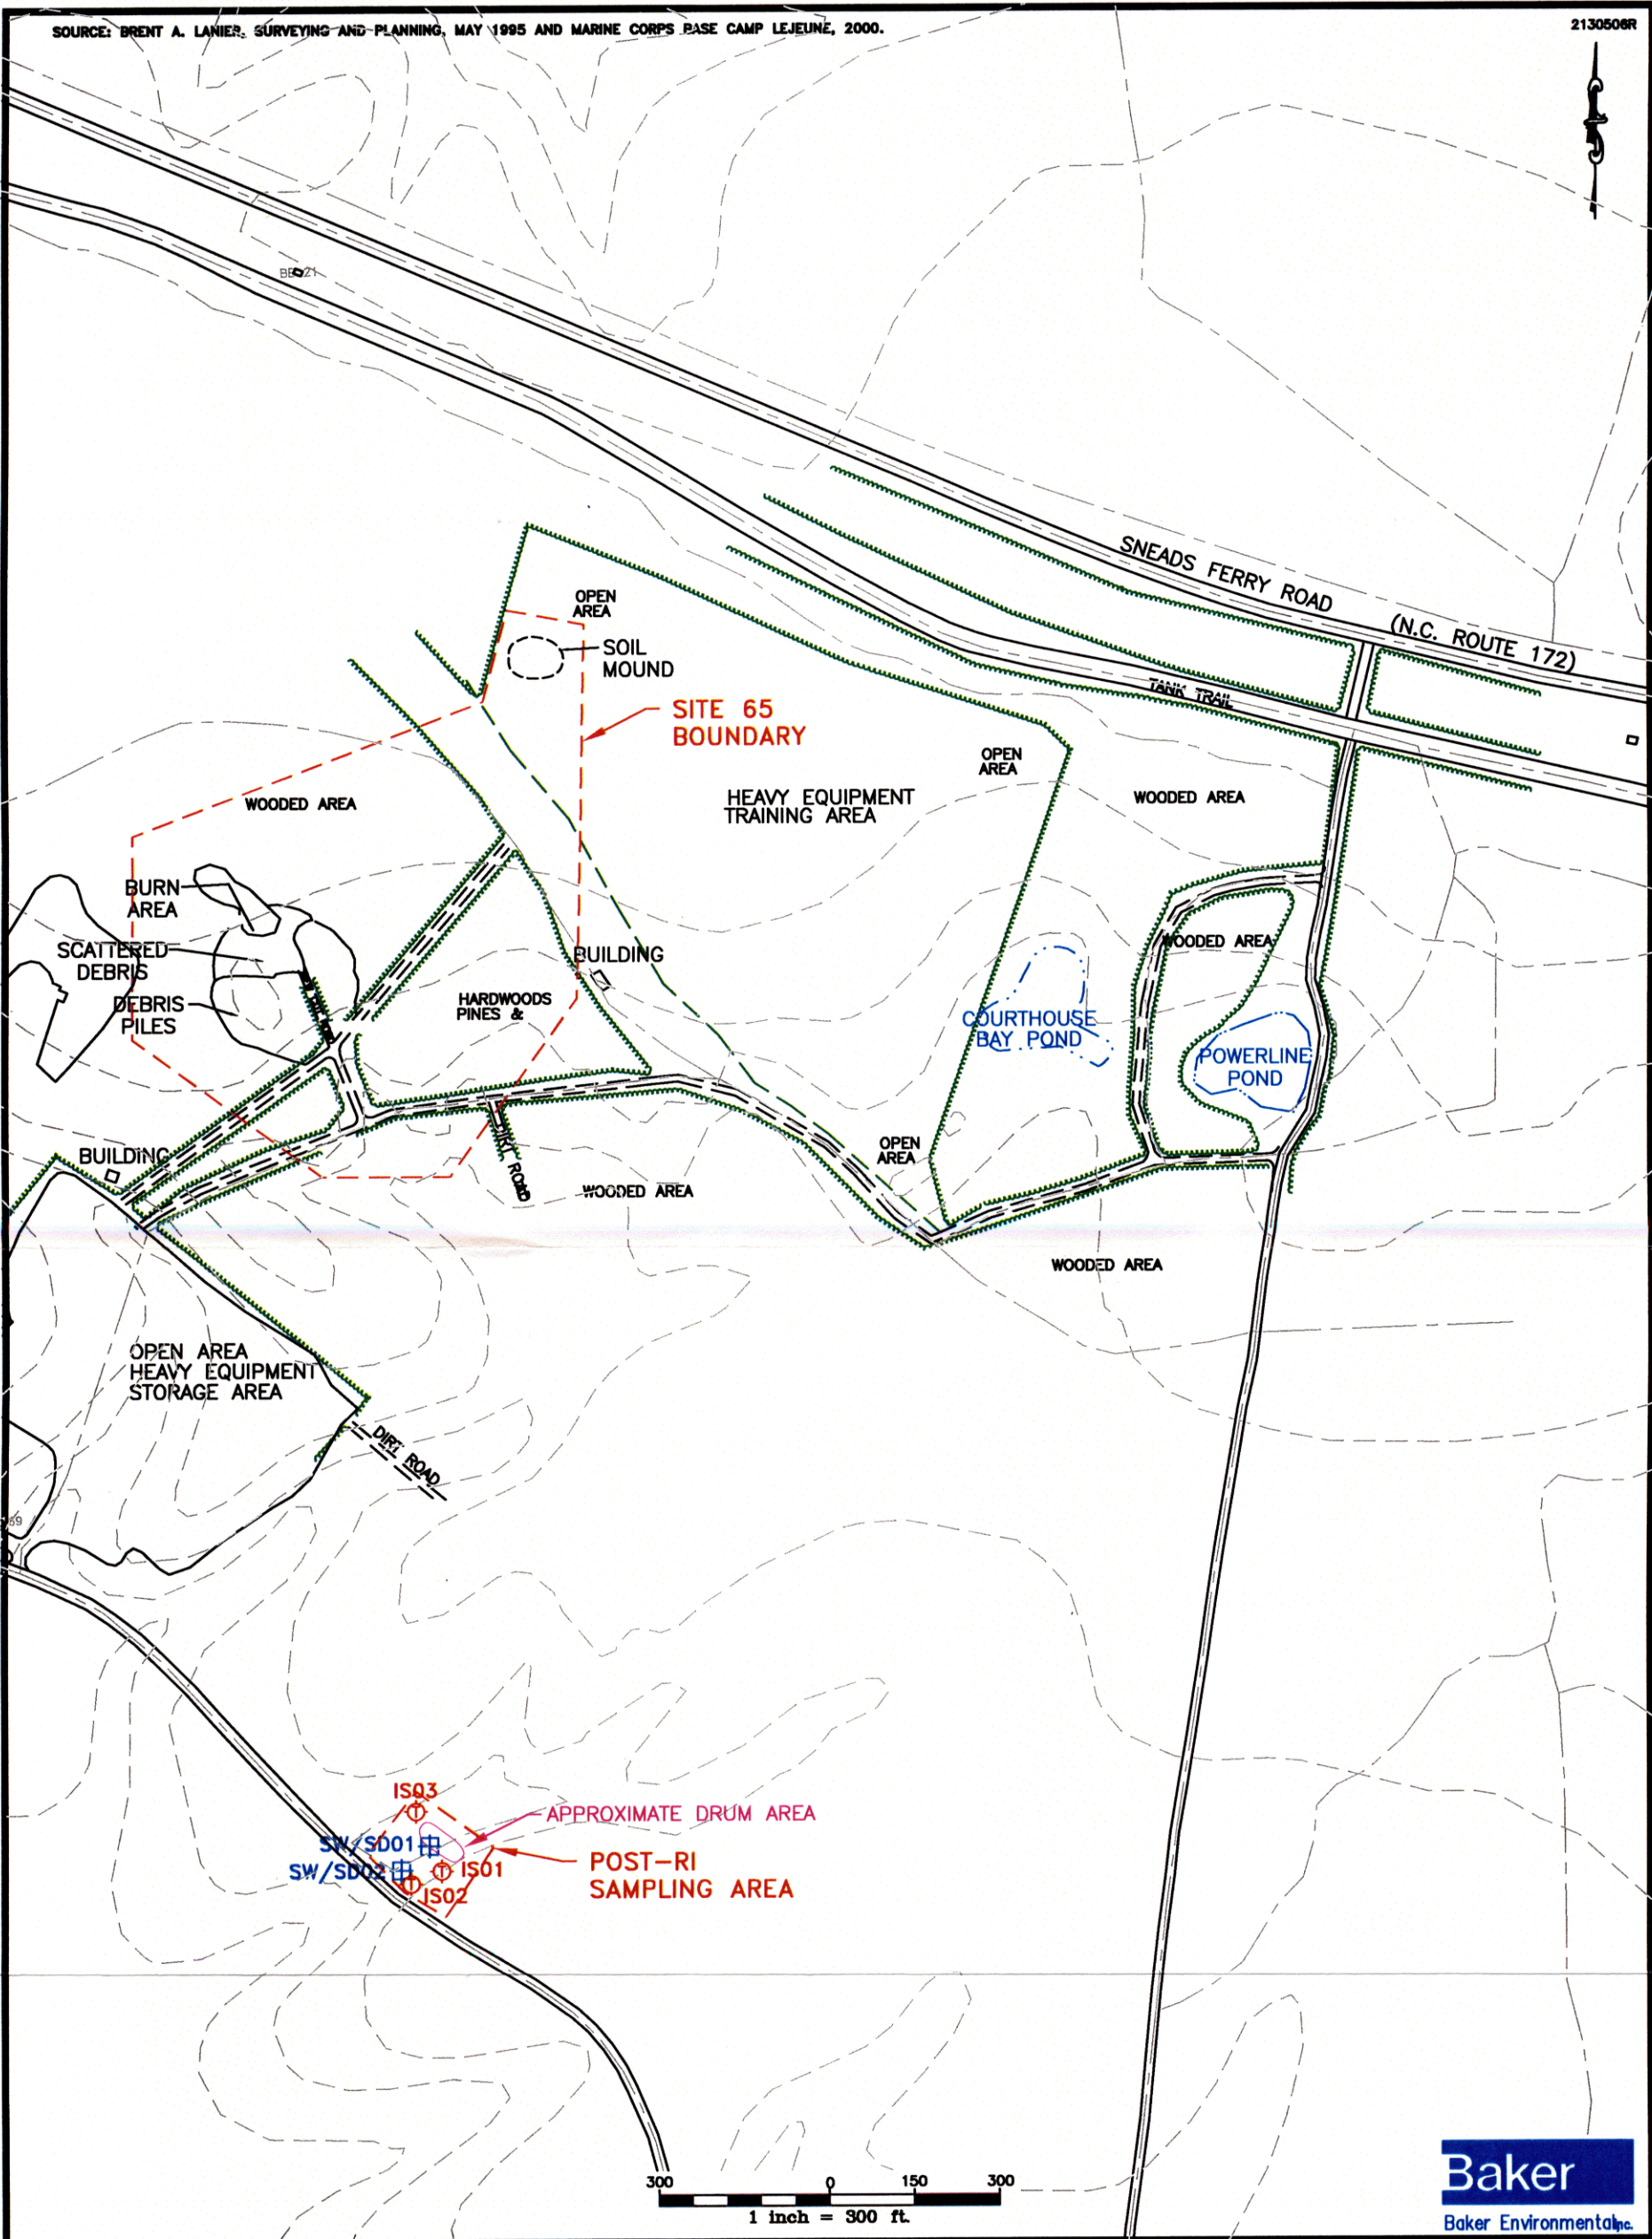 SOURCE: BRENT A. LANIER, SURVEYING AND PLANNING, MAY 1995 AND MARINE CORPS BASE CAMP LEJEUNE, 2000.
2130506R
SNEADS FERRY ROAD
(N.C. ROUTE 172)
TANK TRAIL
OPEN
AREA
SOIL
MOUND
SITE 65
BOUNDARY
OPEN
AREA
HEAVY EQUIPMENT
TRAINING AREA
WOODED AREA
WOODED AREA
BURN
AREA
SCATTERED
DEBRIS
DEBRIS
PILES
BUILDING
HARDWOODS
PINES &
WOODED AREA
COURTHOUSE
BAY POND
POWERLINE
POND
OPEN
AREA
BUILDING
DIRT ROAD
WOODED AREA
WOODED AREA
OPEN AREA
HEAVY EQUIPMENT
STORAGE AREA
DIRT ROAD
69
IS03
APPROXIMATE DRUM AREA
SW/SD01
SW/SD02
IS01
IS02
POST-RI
SAMPLING AREA
300 0 150 300
1 inch = 300 ft.
Baker
Baker Environmental, Inc.